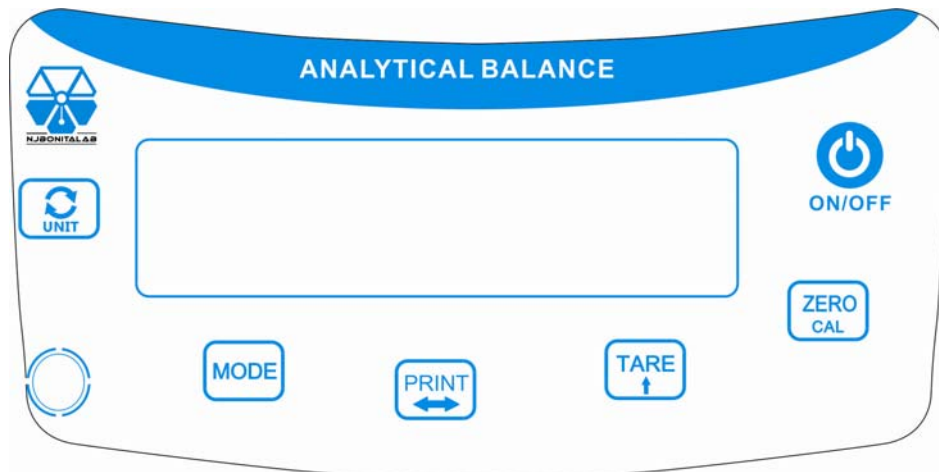 ANALYTICAL BALANCE
NJBONITALAB
UNIT
ON/OFF
ZERO
CAL
MODE
PRINT
TARE